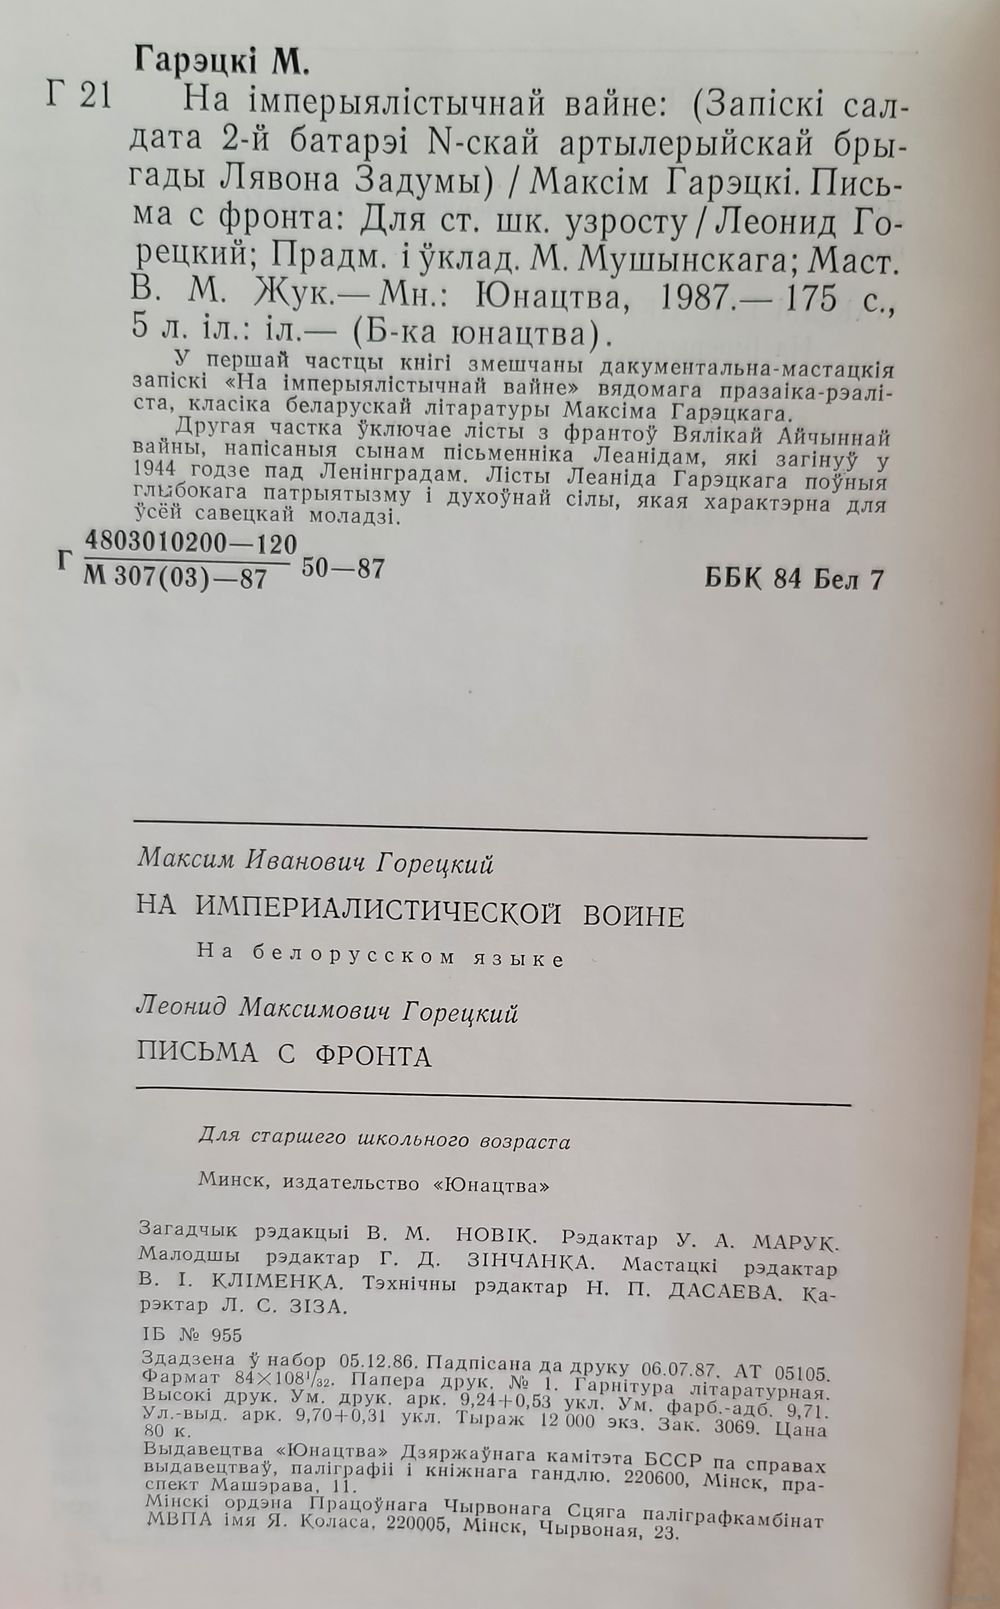 Гарэцкі М.
Г 21 На імперыялістычнай вайне: (Запіскі сал-
дата 2-й батарэі N-скай артылерыйскай бры-
гады Лявона Задумы) / Максім Гарэцкі. Пись-
ма с фронта: Для ст. шк. узросту / Леонид Го-
рецкий; Прадм. і ўклад. М. Мушынскага; Маст.
В. М. Жук.— Мн.: Юнацтва, 1987.— 175 с.,
5 л. іл.: іл.— (Б-ка юнацтва).
У першай частцы кнігі змешчаны дакументальна-мастацкія
запіскі «На імперыялістычнай вайне» вядомага празаіка-рэалі-
ста, класіка беларускай літаратуры Максіма Гарэцкага.
Другая частка ўключае лісты з франтоў Вялікай Айчыннай
вайны, напісаныя сынам пісьменніка Леанідам, які загінуў у
1944 годзе пад Ленінградам. Лісты Леаніда Гарэцкага поўныя
глыбокага патрыятызму і духоўнай сілы, якая характэрна для
ўсёй савецкай моладзі.
4803010200—120
Г 50—87
М 307(03)—87
ББК 84 Бел 7
Максим Иванович Горецкий
НА ИМПЕРИАЛИСТИЧЕСКОЙ ВОЙНЕ
На белорусском языке
Леонид Максимович Горецкий
ПИСЬМА С ФРОНТА
Для старшего школьного возраста
Минск, издательство «Юнацтва»
Загадчык рэдакцыі В. М. НОВІК. Рэдактар У. А. МАРУК.
Малодшы рэдактар Г. Д. ЗІНЧАНКА. Мастацкі рэдактар
В. І. КЛІМЕНКА. Тэхнічны рэдактар Н. П. ДАСАЕВА. Ка-
рэктар Л. С. ЗІЗА.
ІБ № 955
Здадзена ў набор 05.12.86. Падпісана да друку 06.07.87. АТ 05105.
Фармат 84×108¹/₃₂. Папера друк. № 1. Гарнітура літаратурная.
Высокі друк. Ум. друк. арк. 9,24+0,53 укл. Ум. фарб.-адб. 9,71.
Ул.-выд. арк. 9,70+0,31 укл. Тыраж 12 000 экз. Зак. 3069. Цана
80 к.
Выдавецтва «Юнацтва» Дзяржаўнага камітэта БССР па справах
выдавецтваў, паліграфіі і кніжнага гандлю. 220600, Мінск, пра-
спект Машэрава, 11.
Мінскі ордэна Працоўнага Чырвонага Сцяга паліграфкамбінат
МВПА імя Я. Коласа. 220005, Мінск, Чырвоная, 23.